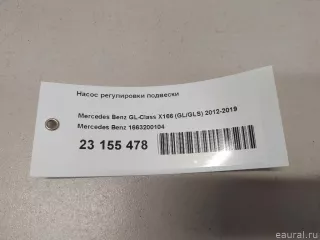 Насос регулировки подвески
Mercedes Benz GL-Class X166 (GL/GLS) 2012-2019
Mercedes Benz 1663200104
23 155 478
eaural.ru